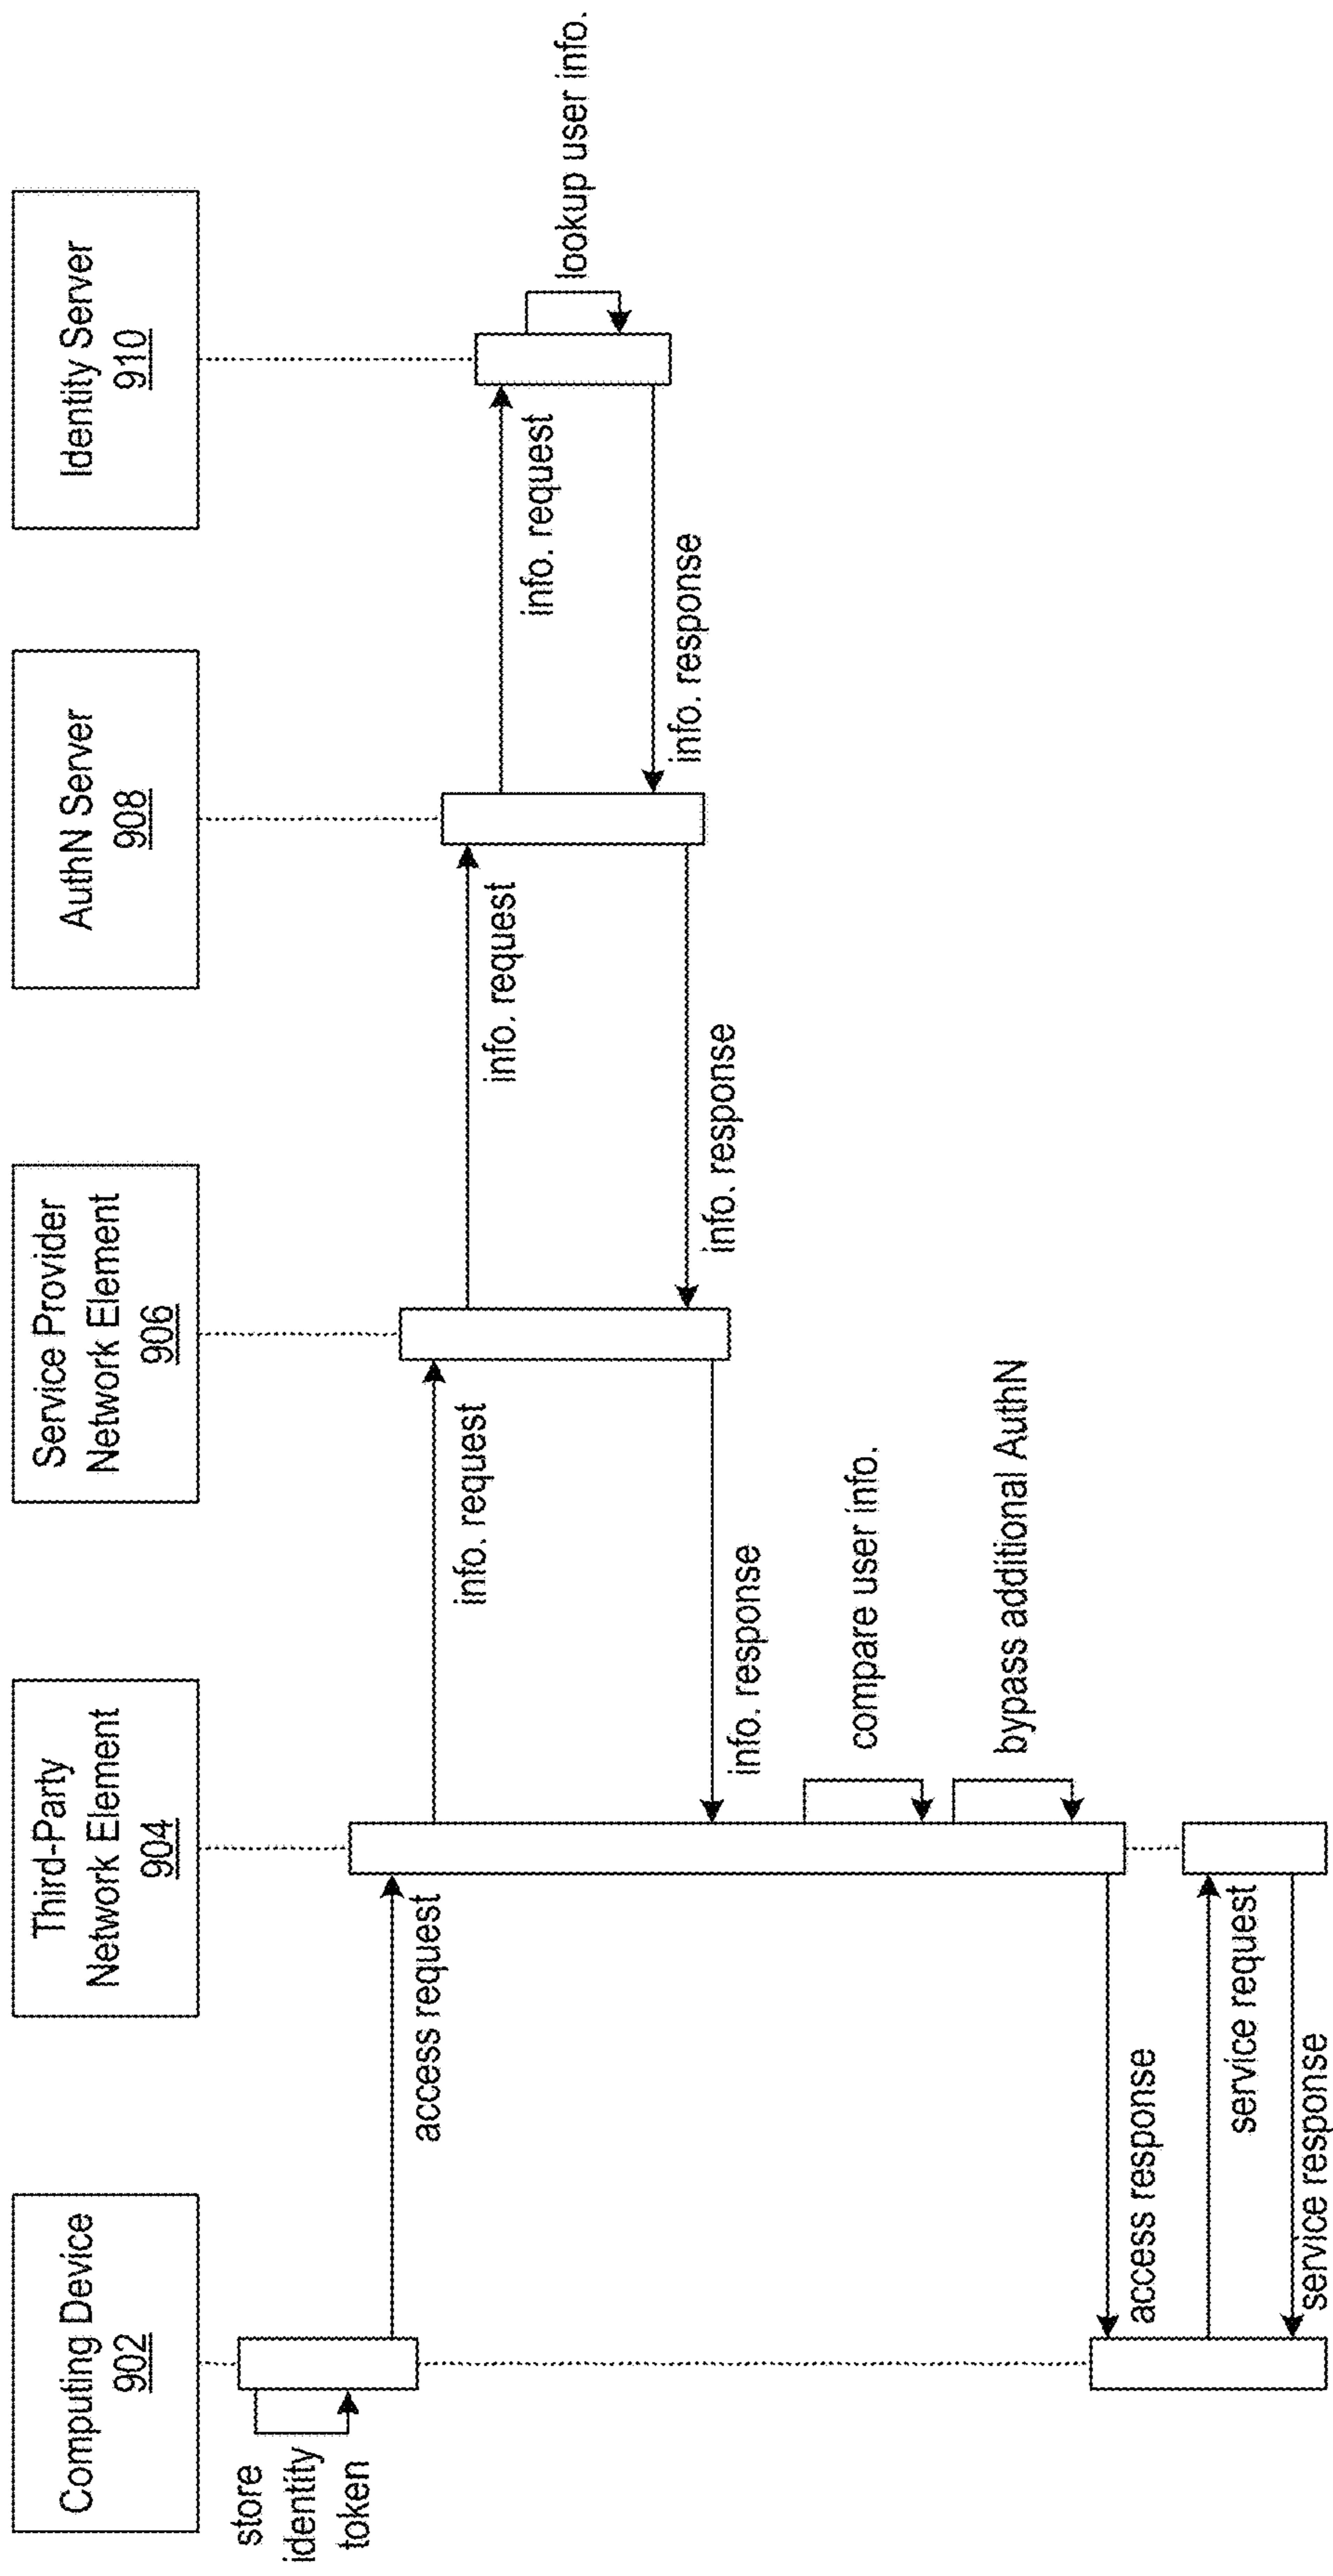 Computing Device
902
Third-Party
Network Element
904
Service Provider
Network Element
906
AuthN Server
908
Identity Server
910
store
identity
token
access request
info. request
info. request
info. request
lookup user info.
info. response
info. response
info. response
compare user info.
bypass additional AuthN
access response
service request
service response